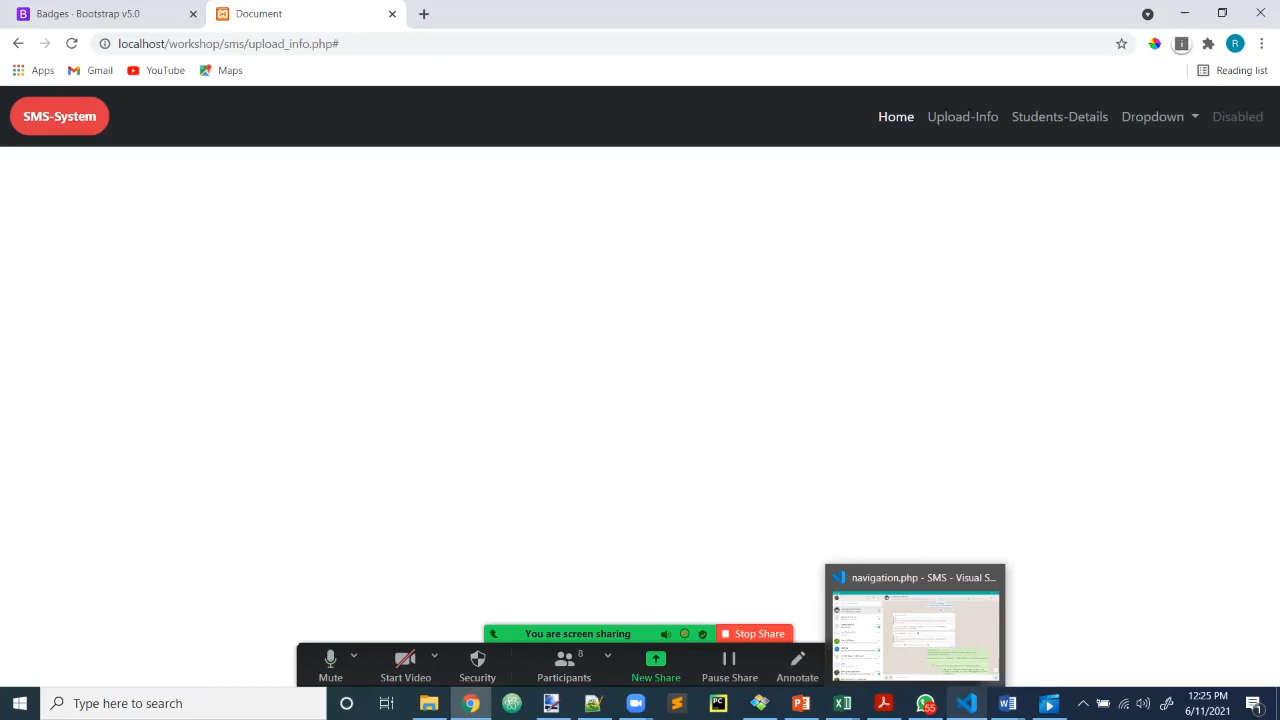 Badges · Bootstrap v5.0
Document
localhost/workshop/sms/upload_info.php#
R
Apps
Gmail
YouTube
Maps
Reading list
SMS-System
Home
Upload-Info
Students-Details
Dropdown
Disabled
navigation.php - SMS - Visual S...
You are screen sharing
Stop Share
Mute
Start Video
Security
Participants
8
New Share
Pause Share
Annotate
Type here to search
55
12:25 PM
6/11/2021
1